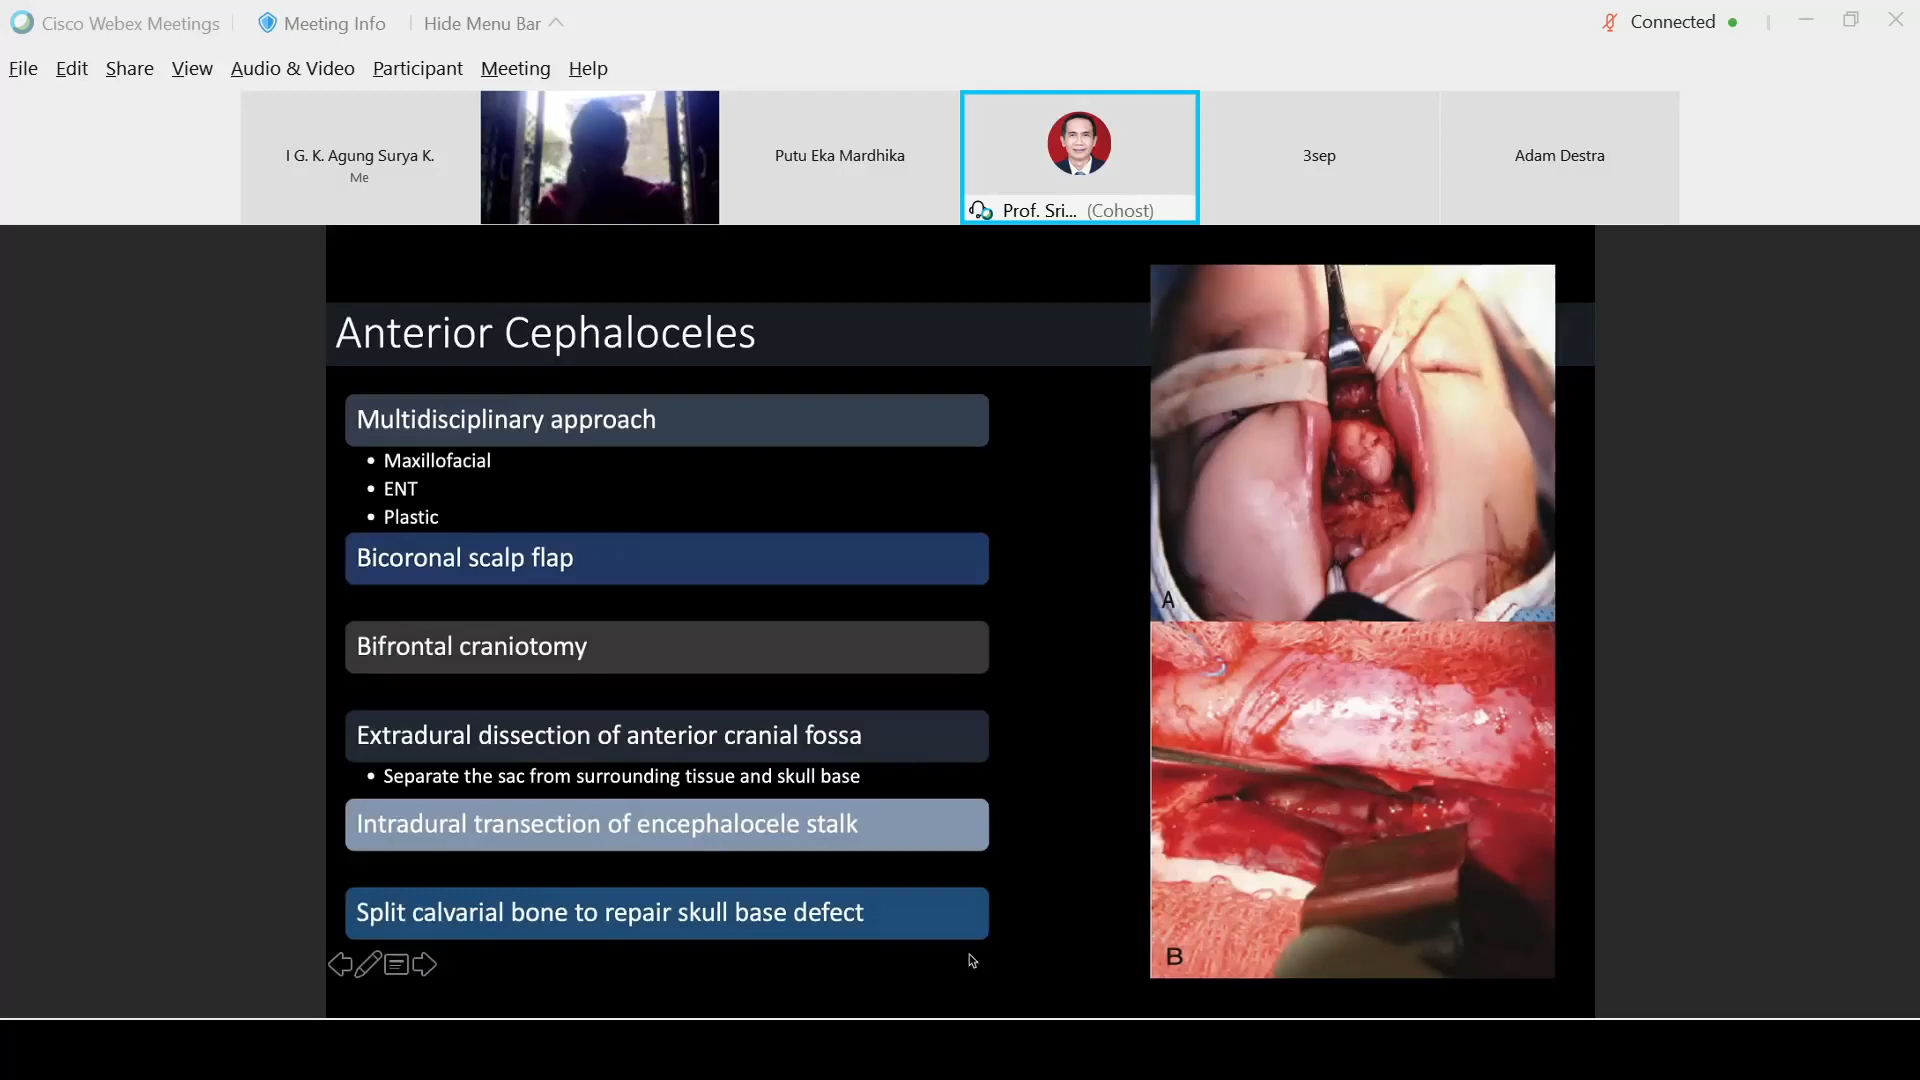 Cisco Webex Meetings
Meeting Info
Hide Menu Bar
Connected
File Edit Share View Audio & Video Participant Meeting Help
I G. K. Agung Surya K.
Me
Putu Eka Mardhika
Prof. Sri... (Cohost)
3sep
Adam Destra
Anterior Cephaloceles
Multidisciplinary approach
• Maxillofacial
• ENT
• Plastic
Bicoronal scalp flap
Bifrontal craniotomy
Extradural dissection of anterior cranial fossa
• Separate the sac from surrounding tissue and skull base
Intradural transection of encephalocele stalk
Split calvarial bone to repair skull base defect
A
B